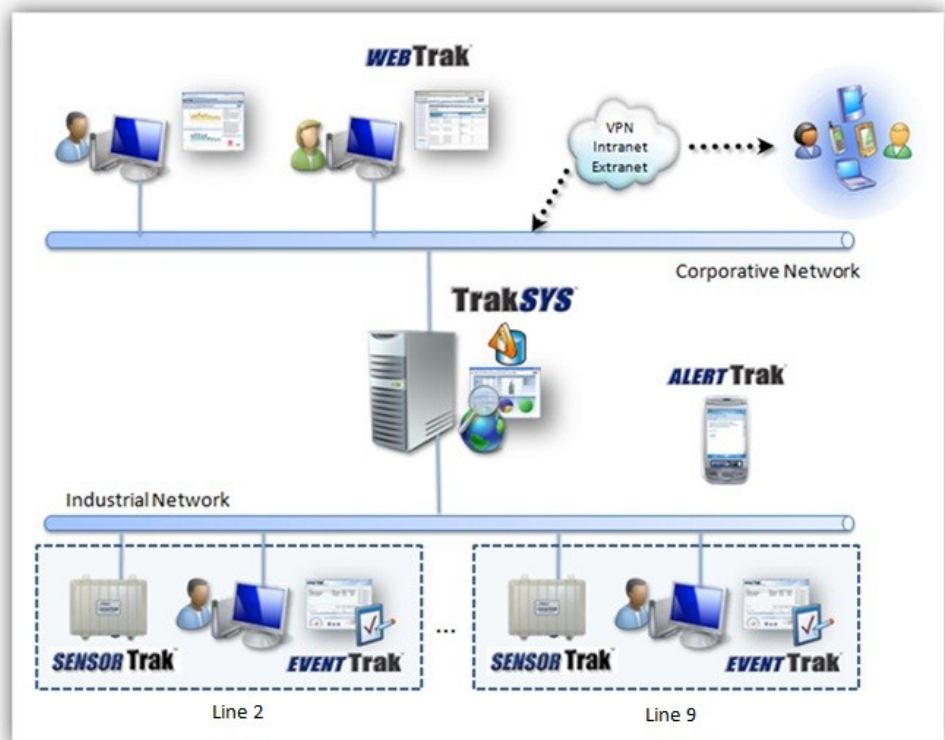 WEBTrak
VPN
Intranet
Extranet
Corporative Network
TrakSYS
ALERTTrak
Industrial Network
SENSORTrak
EVENTTrak
...
SENSORTrak
EVENTTrak
Line 2
Line 9